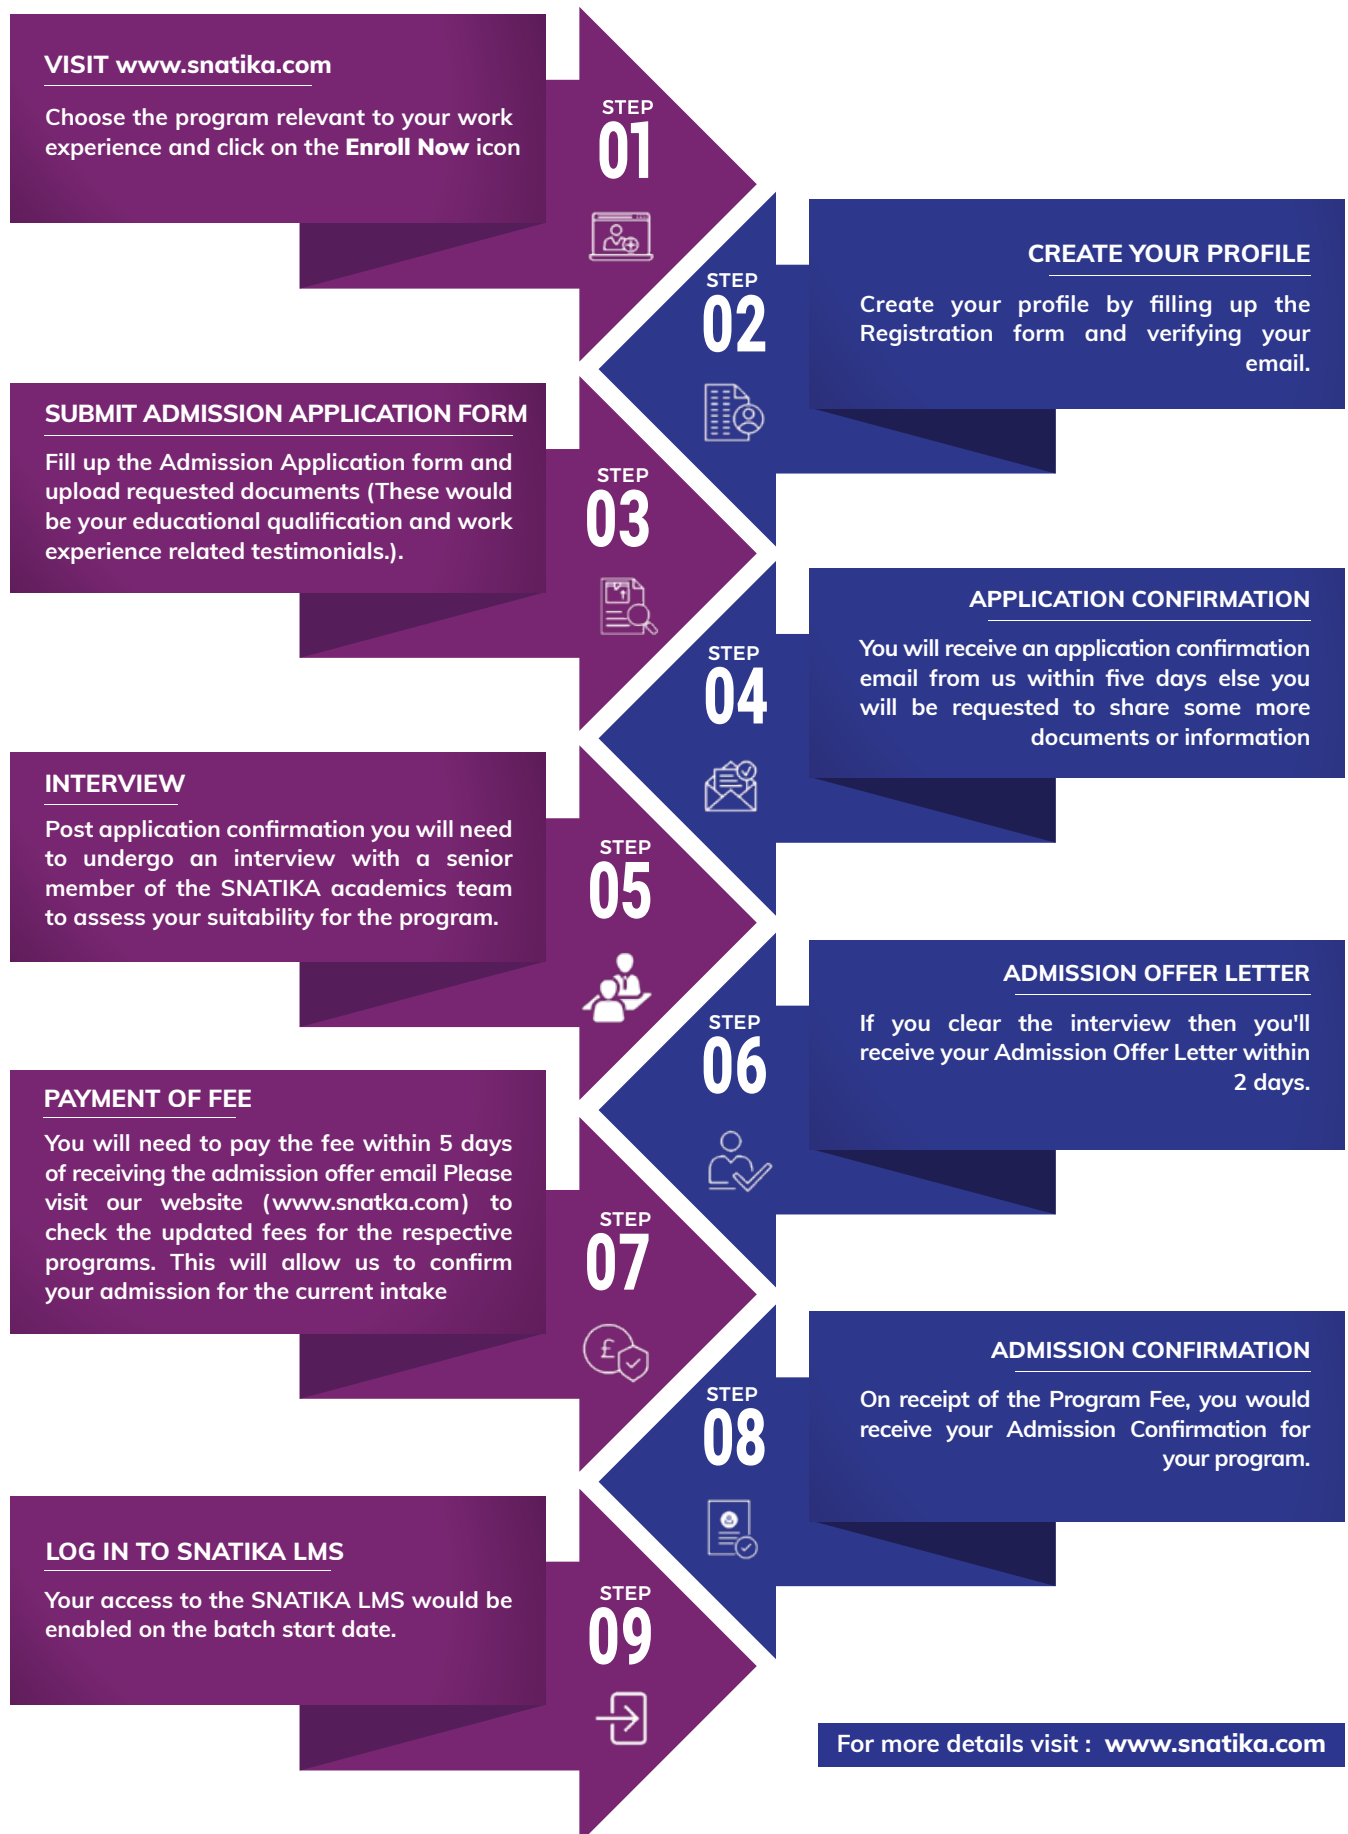 VISIT www.snatika.com
Choose the program relevant to your work
experience and click on the Enroll Now icon
STEP
01
STEP
02
CREATE YOUR PROFILE
Create your profile by filling up the
Registration form and verifying your
email.
SUBMIT ADMISSION APPLICATION FORM
Fill up the Admission Application form and
upload requested documents (These would
be your educational qualification and work
experience related testimonials.).
STEP
03
STEP
04
APPLICATION CONFIRMATION
You will receive an application confirmation
email from us within five days else you
will be requested to share some more
documents or information
INTERVIEW
Post application confirmation you will need
to undergo an interview with a senior
member of the SNATIKA academics team
to assess your suitability for the program.
STEP
05
STEP
06
ADMISSION OFFER LETTER
If you clear the interview then you'll
receive your Admission Offer Letter within
2 days.
PAYMENT OF FEE
You will need to pay the fee within 5 days
of receiving the admission offer email Please
visit our website (www.snatka.com) to
check the updated fees for the respective
programs. This will allow us to confirm
your admission for the current intake
STEP
07
£
STEP
08
ADMISSION CONFIRMATION
On receipt of the Program Fee, you would
receive your Admission Confirmation for
your program.
LOG IN TO SNATIKA LMS
Your access to the SNATIKA LMS would be
enabled on the batch start date.
STEP
09
For more details visit : www.snatika.com